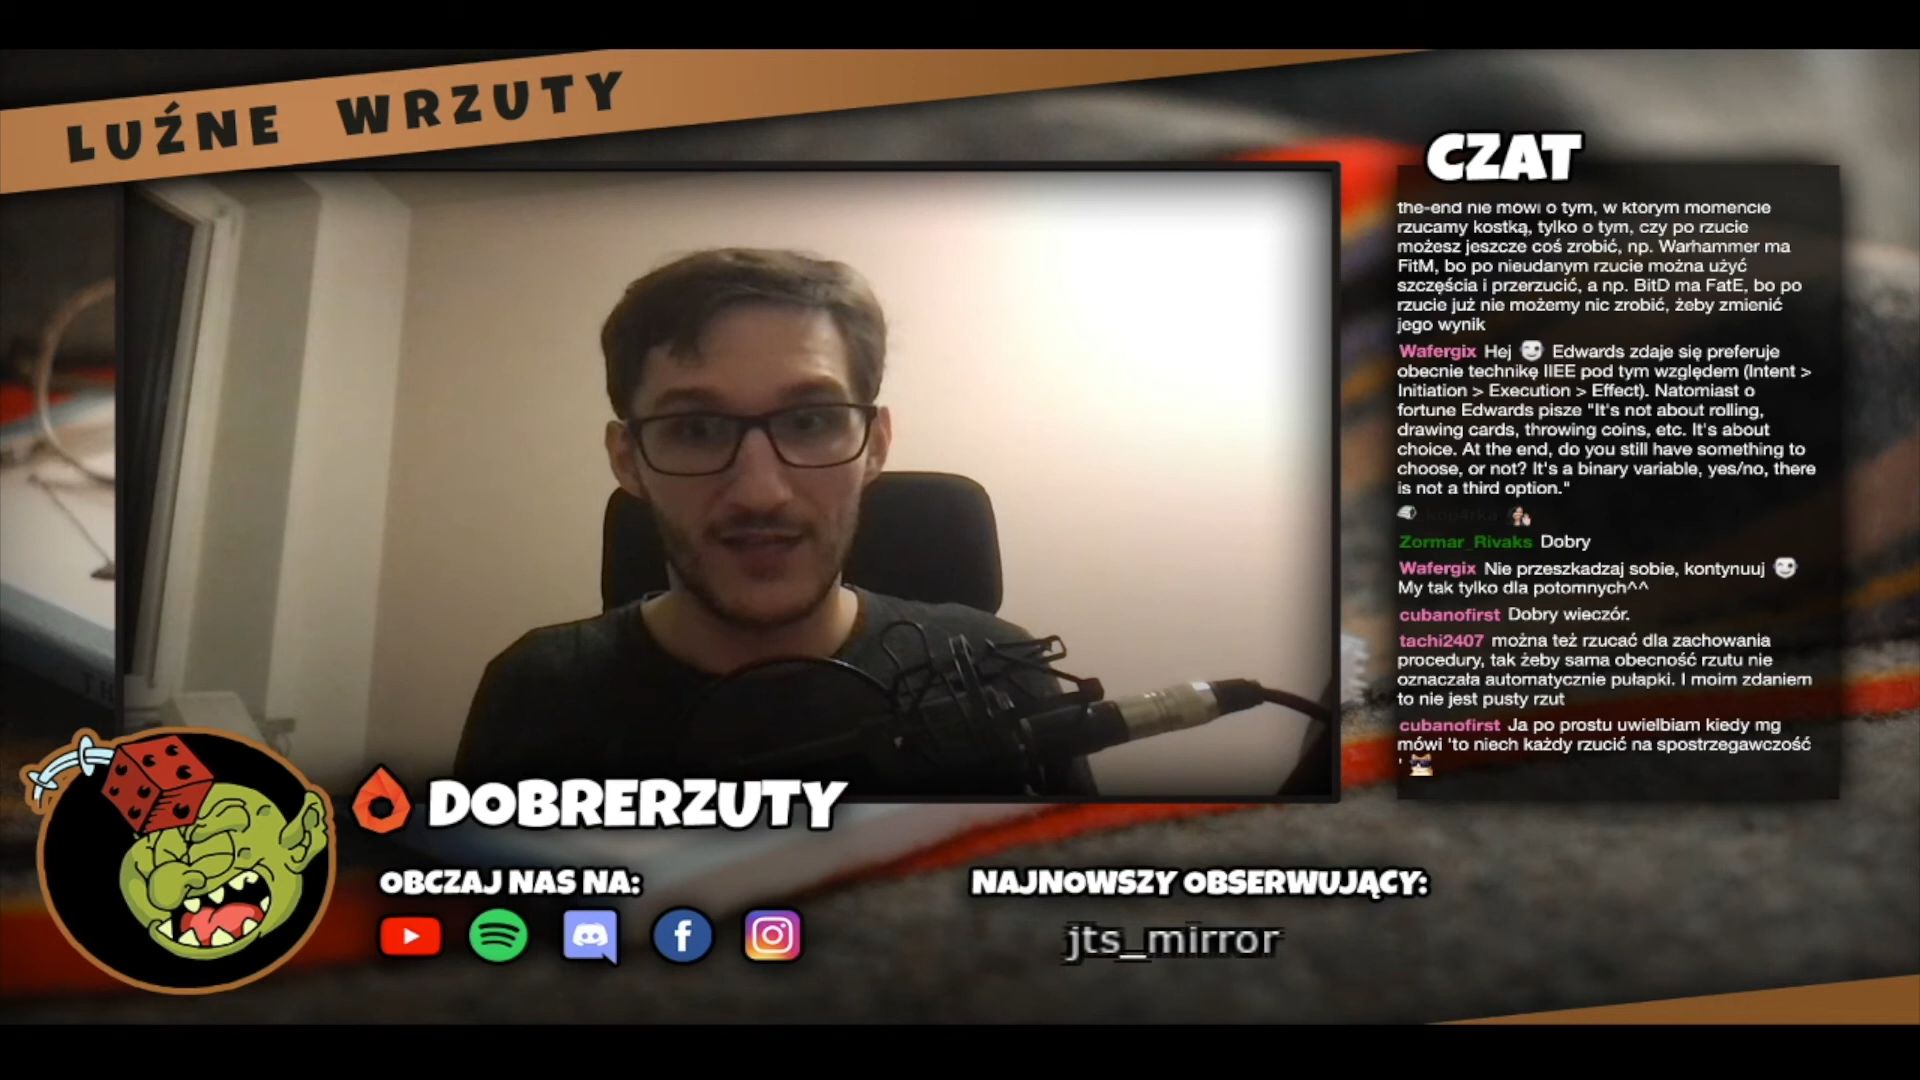 LUŹNE WRZUTY
CZAT
the-end nie mówi o tym, w którym momencie
rzucamy kostką, tylko o tym, czy po rzucie
możesz jeszcze coś zrobić, np. Warhammer ma
FitM, bo po nieudanym rzucie można użyć
szczęścia i przerzucić, a np. BitD ma FatE, bo po
rzucie już nie możemy nic zrobić, żeby zmienić
jego wynik
Wafergix Hej Edwards zdaje się preferuje
obecnie technikę IIEE pod tym względem (Intent >
Initiation > Execution > Effect). Natomiast o
fortune Edwards pisze "It's not about rolling,
drawing cards, throwing coins, etc. It's about
choice. At the end, do you still have something to
choose, or not? It's a binary variable, yes/no, there
is not a third option."
Zormar_Rivaks Dobry
Wafergix Nie przeszkadzaj sobie, kontynuuj
My tak tylko dla potomnych^^
cubanofirst Dobry wieczór.
tachi2407 można też rzucać dla zachowania
procedury, tak żeby sama obecność rzutu nie
oznaczała automatycznie pułapki. I moim zdaniem
to nie jest pusty rzut
cubanofirst Ja po prostu uwielbiam kiedy mg
mówi 'to niech każdy rzucić na spostrzegawczość
'
DOBRERZUTY
OBCZAJ NAS NA:
NAJNOWSZY OBSERWUJĄCY:
jts_mirror